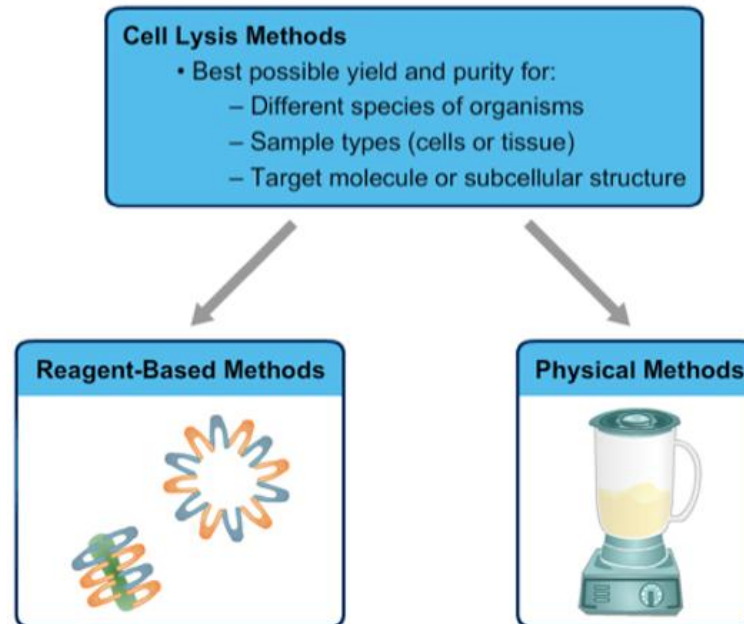 Cell Lysis Methods
• Best possible yield and purity for:
– Different species of organisms
– Sample types (cells or tissue)
– Target molecule or subcellular structure
Reagent-Based Methods
Physical Methods